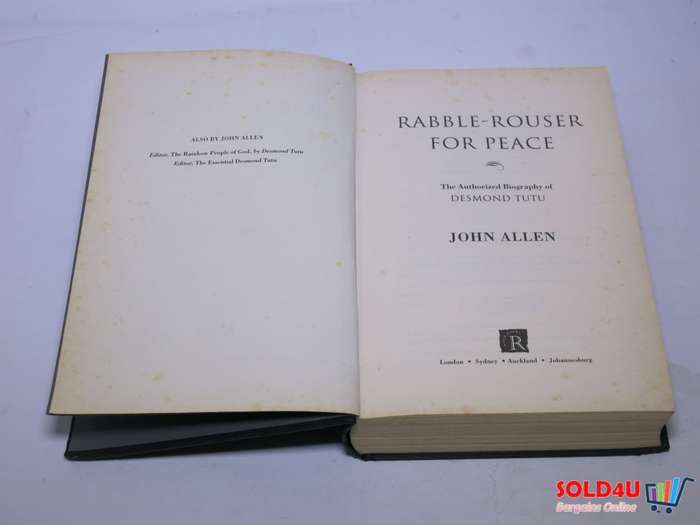 ALSO BY JOHN ALLEN
Editor, The Rainbow People of God, by Desmond Tutu
Editor, The Essential Desmond Tutu
RABBLE-ROUSER
FOR PEACE
The Authorized Biography of
DESMOND TUTU
JOHN ALLEN
R
London • Sydney • Auckland • Johannesburg
SOLD4U
Bargains Online